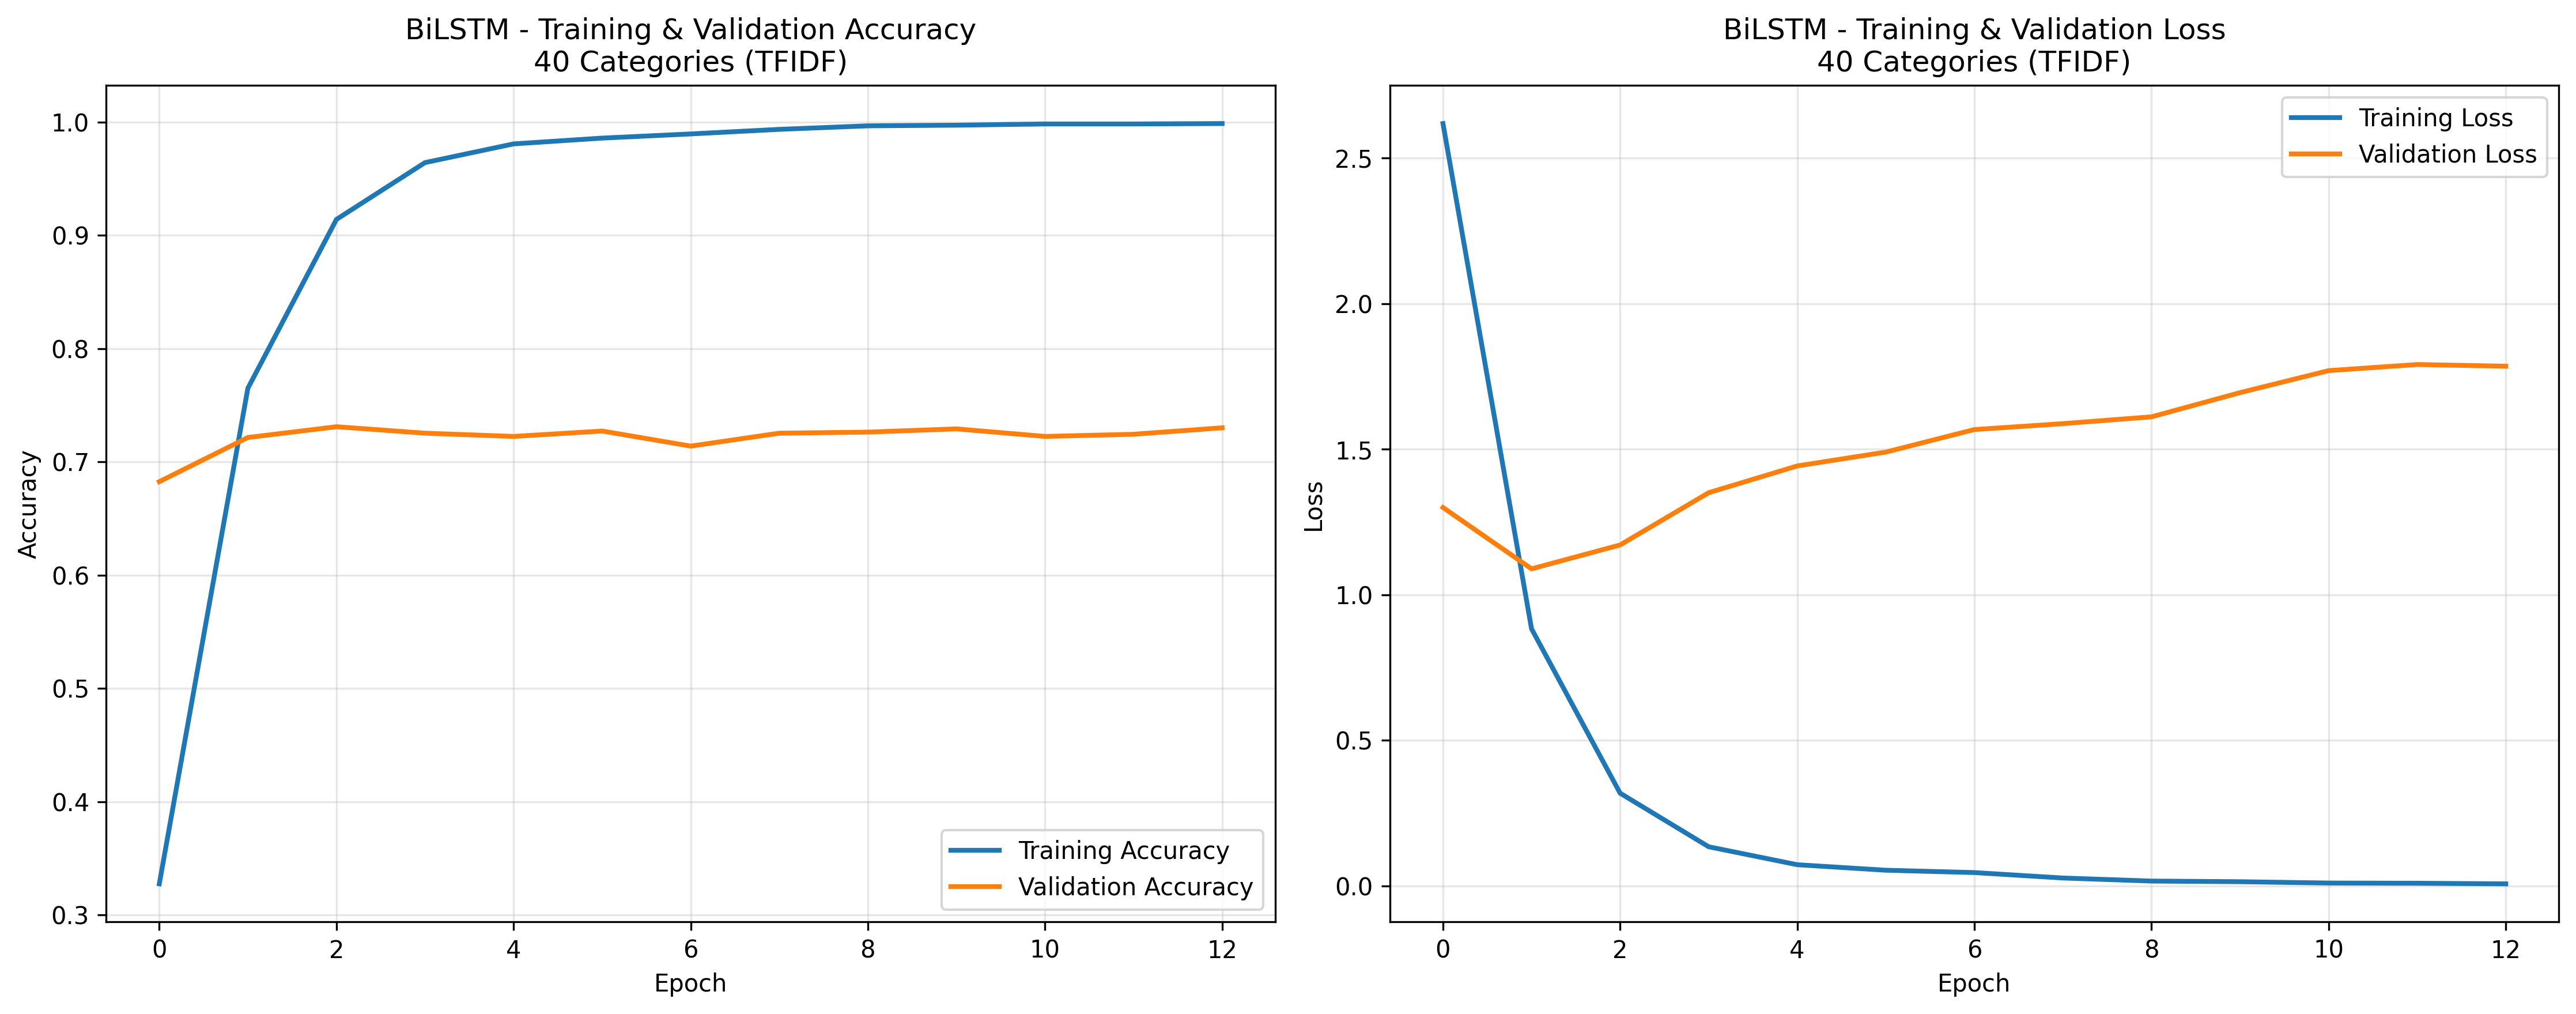 BiLSTM - Training & Validation Accuracy
40 Categories (TFIDF)
1.0
0.9
0.8
0.7
0.6
0.5
0.4
0.3
Accuracy
Training Accuracy
Validation Accuracy
0 2 4 6 8 10 12
Epoch
BiLSTM - Training & Validation Loss
40 Categories (TFIDF)
Training Loss
Validation Loss
2.5
2.0
1.5
1.0
0.5
0.0
Loss
0 2 4 6 8 10 12
Epoch